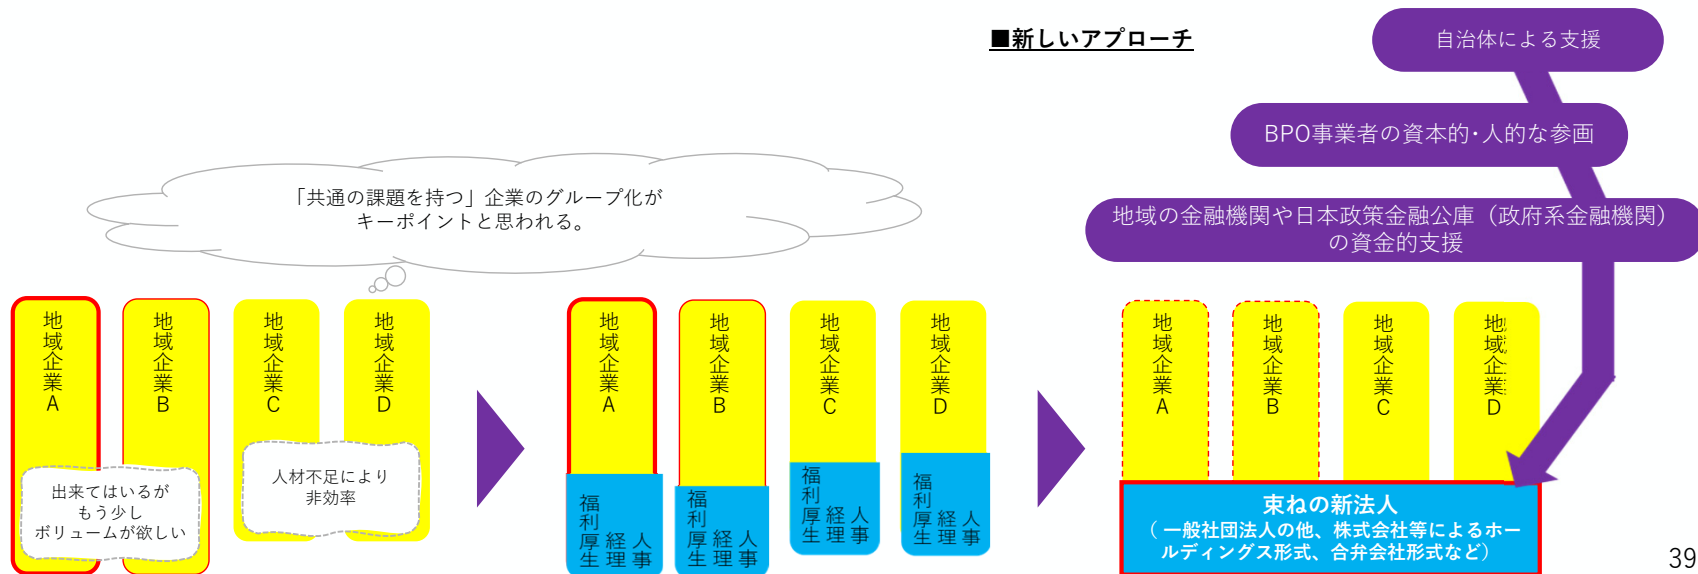 ■新しいアプローチ
自治体による支援
BPO事業者の資本的･人的な参画
地域の金融機関や日本政策金融公庫（政府系金融機関）
の資金的支援
「共通の課題を持つ」企業のグループ化が
キーポイントと思われる。
地域企業A
地域企業B
地域企業C
地域企業D
出来てはいるが
もう少し
ボリュームが欲しい
人材不足により
非効率
地域企業A
地域企業B
地域企業C
地域企業D
人事
経理
福利厚生
人事
経理
福利厚生
人事
経理
福利厚生
人事
経理
福利厚生
地域企業A
地域企業B
地域企業C
地域企業D
束ねの新法人
（ 一般社団法人の他、株式会社等によるホー
ルディングス形式、合弁会社形式など）
39